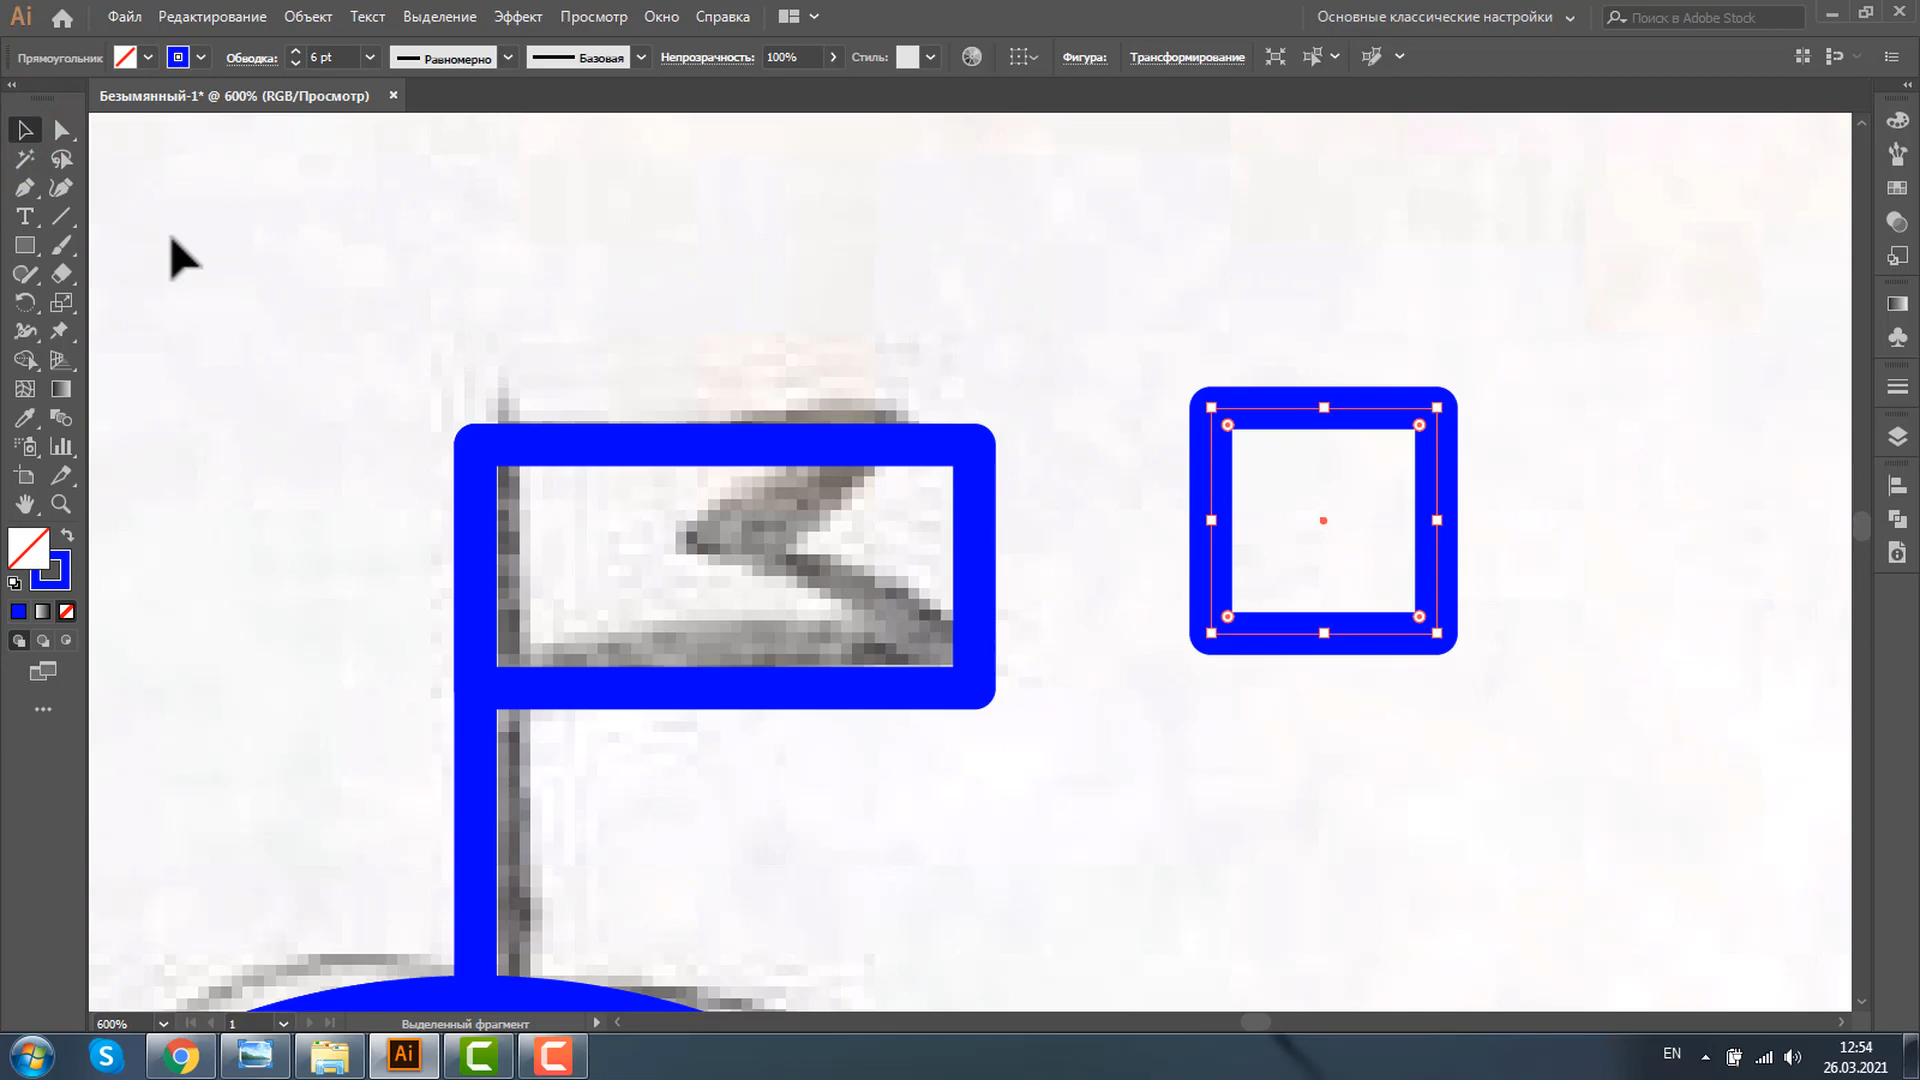 Ai Файл Редактирование Объект Текст Выделение Эффект Просмотр Окно Справка Основные классические настройки Поиск в Adobe Stock
Прямоугольник Обводка: 6 pt Равномерно Базовая Непрозрачность: 100% Стиль: Фигура: Трансформирование
Безымянный-1* @ 600% (RGB/Просмотр)
600% 1 Выделенный фрагмент
Ai EN 12:54
26.03.2021